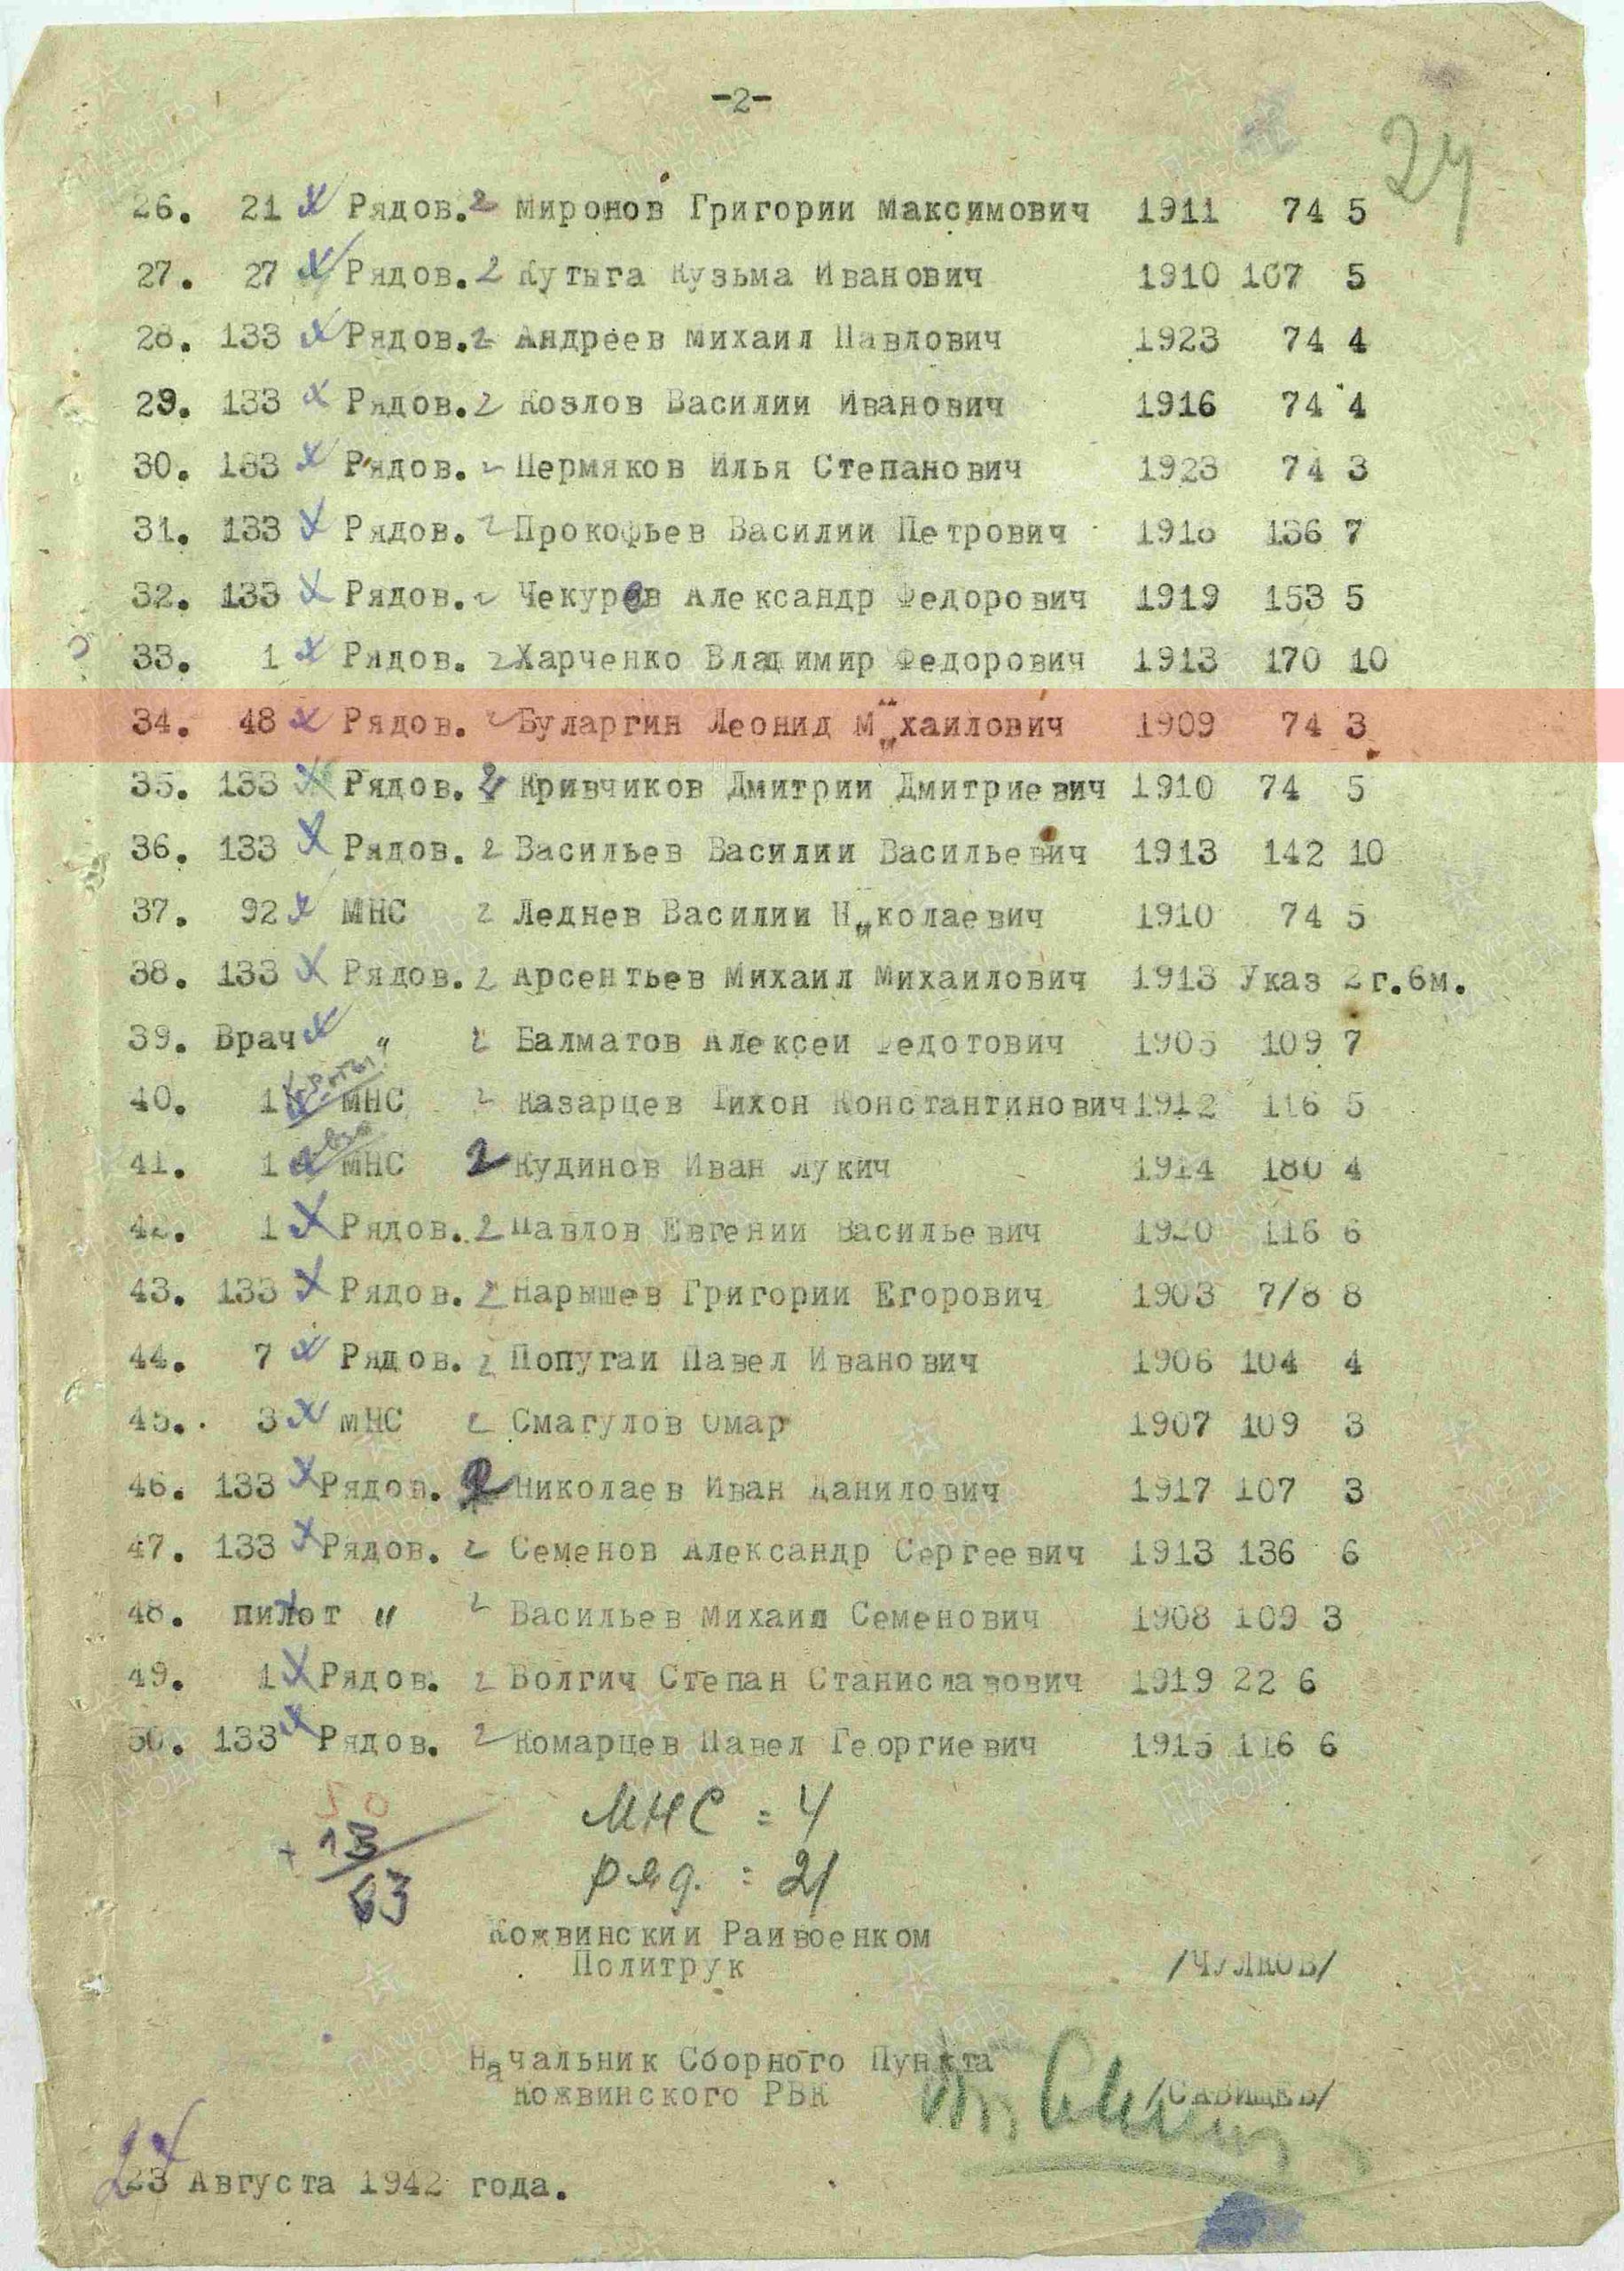 -2-
24
26. 21 х Рядов. 2 Миронов Григории Максимович 1911 74 5
27. 27 х Рядов. 2 Кутыга Кузьма Иванович 1910 107 5
28. 133 х Рядов. 2 Андреев Михаил Павлович 1923 74 4
29. 133 х Рядов. 2 Козлов Василии Иванович 1916 74 4
30. 133 х Рядов. 2 Пермяков Илья Степанович 1923 74 3
31. 133 х Рядов. 2 Прокофьев Василии Петрович 136 7
32. 133 х Рядов. 2 Чекурев Александр Федорович 1919 153 5
33. 1 х Рядов. 2 Харченко Владимир Федорович 1913 170 10
34. 48 х Рядов. 2 Буларгин Леонид Михаилович 1909 74 3
35. 133 х Рядов. 2 Кривчиков Дмитрии Дмитриевич 1910 74 5
36. 133 х Рядов. 2 Васильев Василии Васильевич 1913 142 10
37. 92 х МНС 2 Леднев Василии Николаевич 1910 74 5
38. 133 х Рядов. 2 Арсентьев Михаил Михаилович 1913 Указ 2г.6м.
39. Врач х " 2 Балматов Алексеи Федотович 1905 109 7
40. 1 МНС 2 Казарцев Тихон Константинович 1912 116 5
41. 1 МНС 2 Кудинов Иван Лукич 1914 180 4
42. 1 х Рядов. 2 Павлов Евгении Васильевич 1920 116 6
43. 133 х Рядов. 2 Нарышев Григории Егорович 1903 7/8 8
44. 7 х Рядов. 2 Попугаи Павел Иванович 1906 104 4
45. 3 х МНС 2 Смагулов Омар 1907 109 3
46. 133 х Рядов. 2 Николаев Иван Данилович 1917 107 3
47. 133 х Рядов. 2 Семенов Александр Сергеевич 1913 136 6
48. пилот " 2 Васильев Михаил Семенович 1908 109 3
49. 1 х Рядов. 2 Волгич Степан Станиславович 1919 22 6
50. 133 х Рядов. 2 Комарцев Павел Георгиевич 1915 116 6
50
+ 13
63
МНС = 4
ряд. = 21
Кожвинскии Раивоенком
Политрук /ЧУЛКОВ/
Начальник Сборного Пункта
Кожвинского РВК /САВИЩЕВ/
23 Августа 1942 года.
ПАМЯТЬ НАРОДА